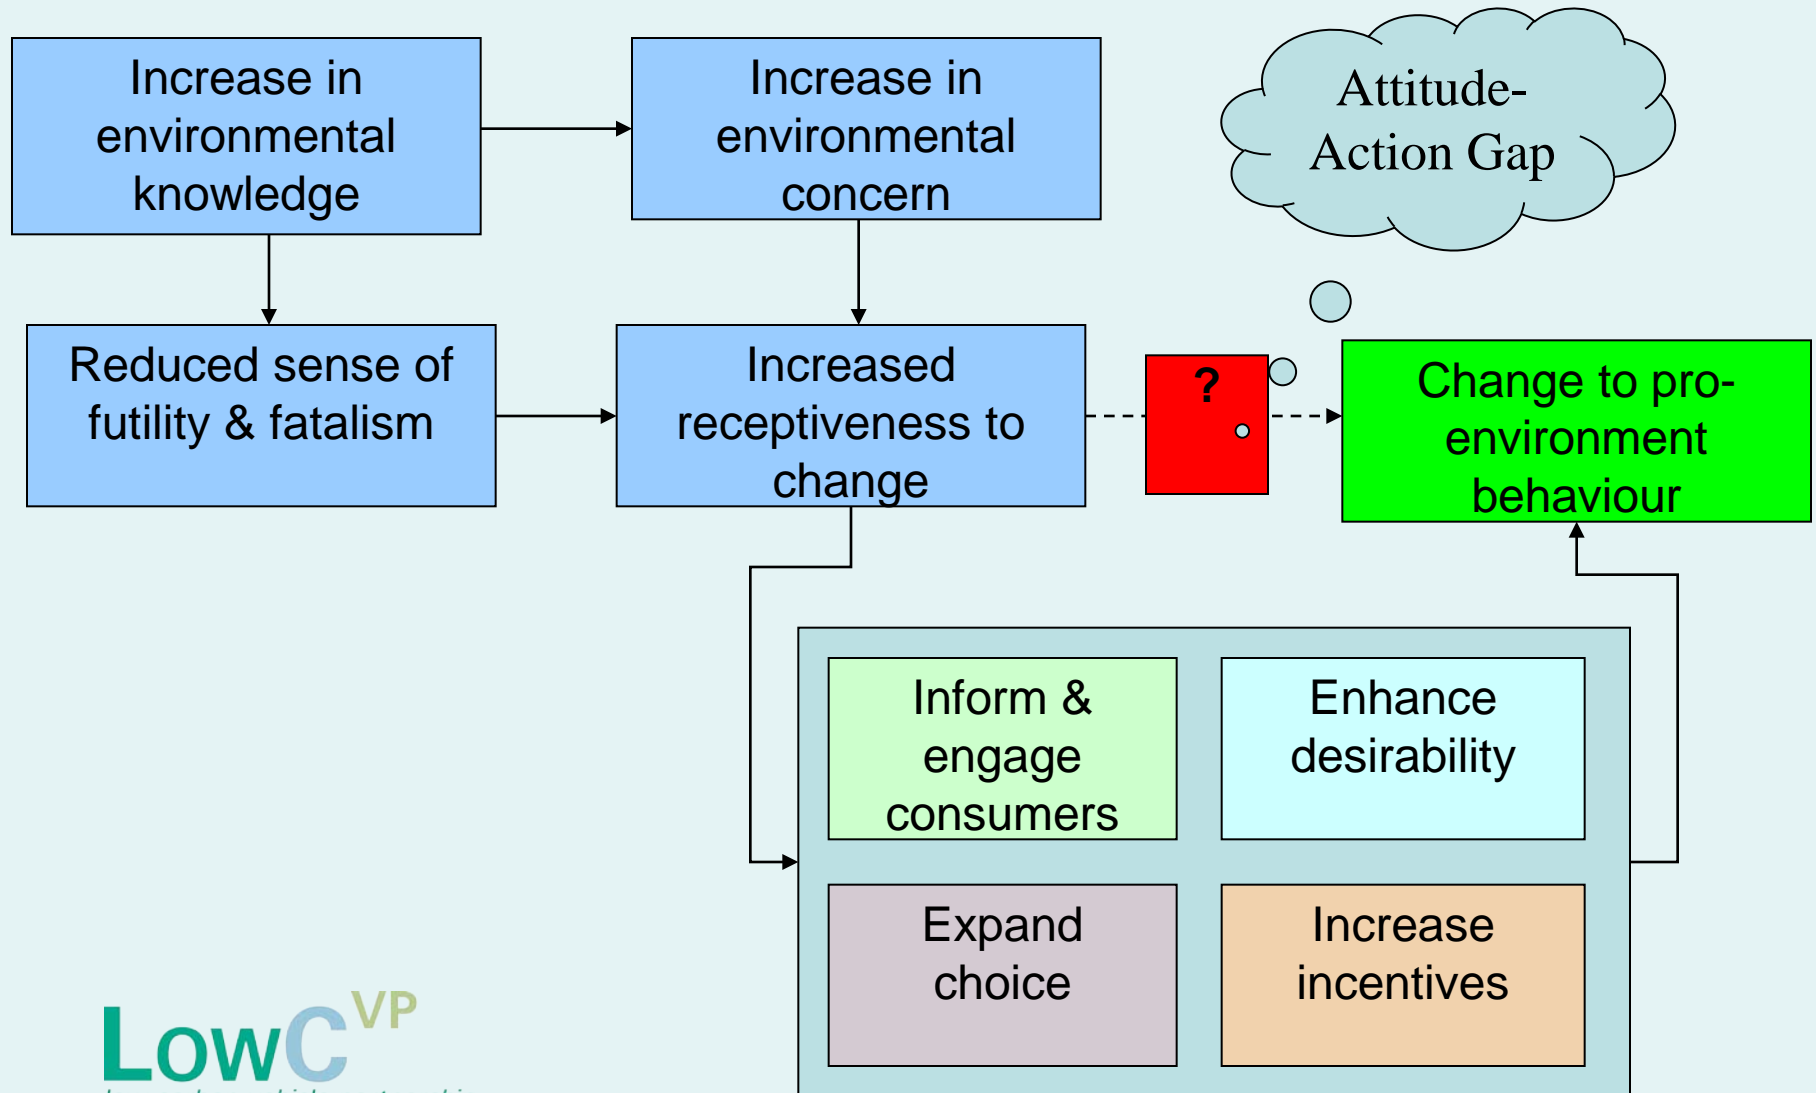 Increase in
environmental
knowledge
Increase in
environmental
concern
Attitude-
Action Gap
Reduced sense of
futility & fatalism
Increased
receptiveness to
change
?
Change to pro-
environment
behaviour
Inform &
engage
consumers
Enhance
desirability
Expand
choice
Increase
incentives
LowCVP